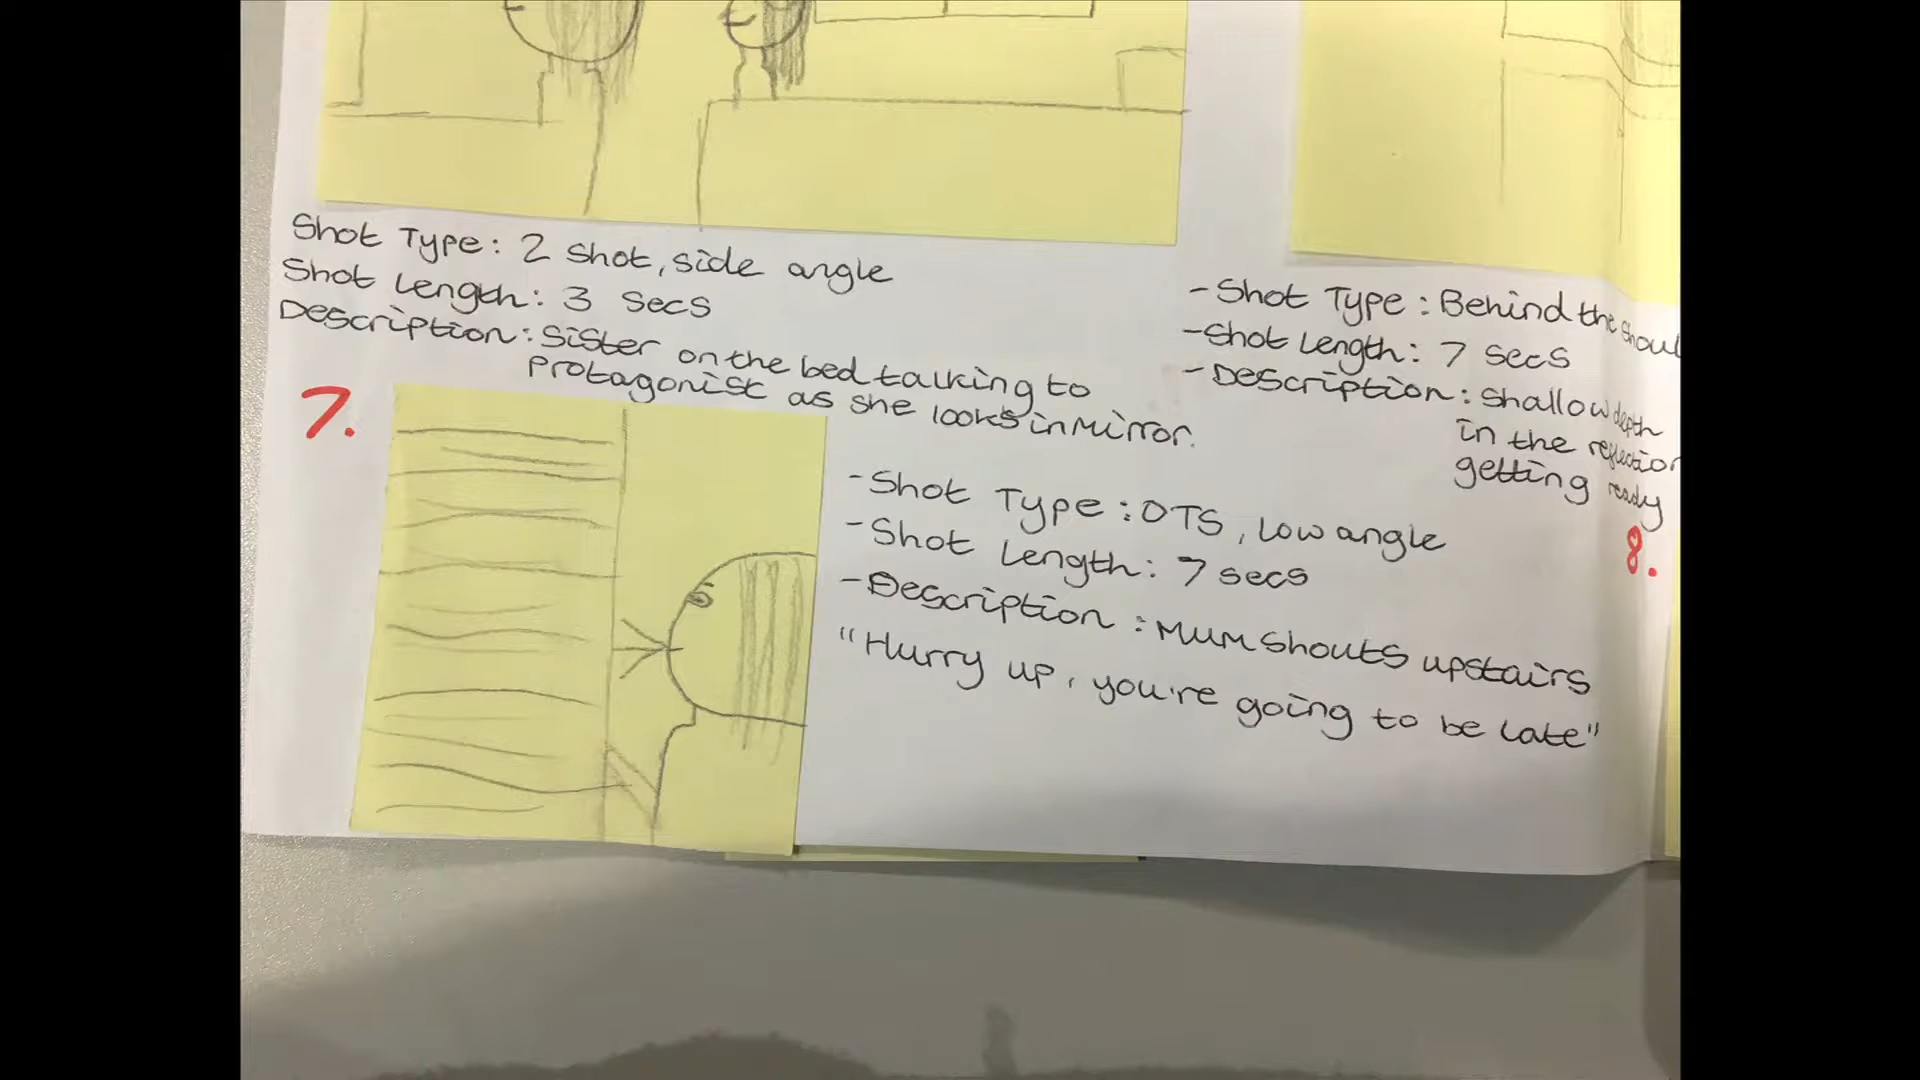 Shot Type: 2 shot, side angle
Shot Length: 3 secs
Description: Sister on the bed talking to
protagonist as she looks in mirror.
- Shot Type: Behind the
- Shot Length: 7 secs
- Description: Shallow depth
in the reflection
getting ready
7.
- Shot Type: OTS, Low angle
- Shot Length: 7 secs
- Description: Mum shouts upstairs
"Hurry up, you're going to be late"
8.